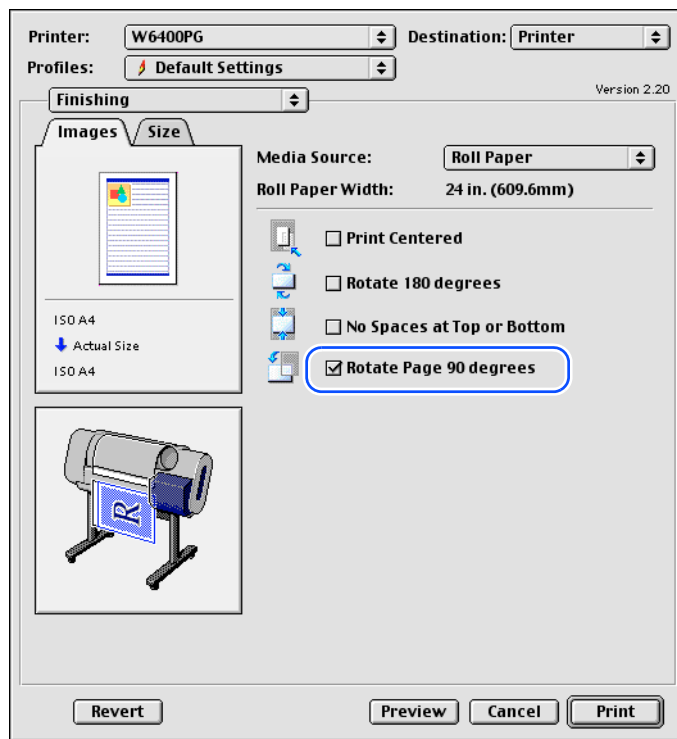 Printer: W6400PG Destination: Printer
Profiles: Default Settings
Version 2.20
Finishing
Images Size
Media Source: Roll Paper
Roll Paper Width: 24 in. (609.6mm)
Print Centered
Rotate 180 degrees
No Spaces at Top or Bottom
Rotate Page 90 degrees
ISO A4
Actual Size
ISO A4
R
Revert Preview Cancel Print